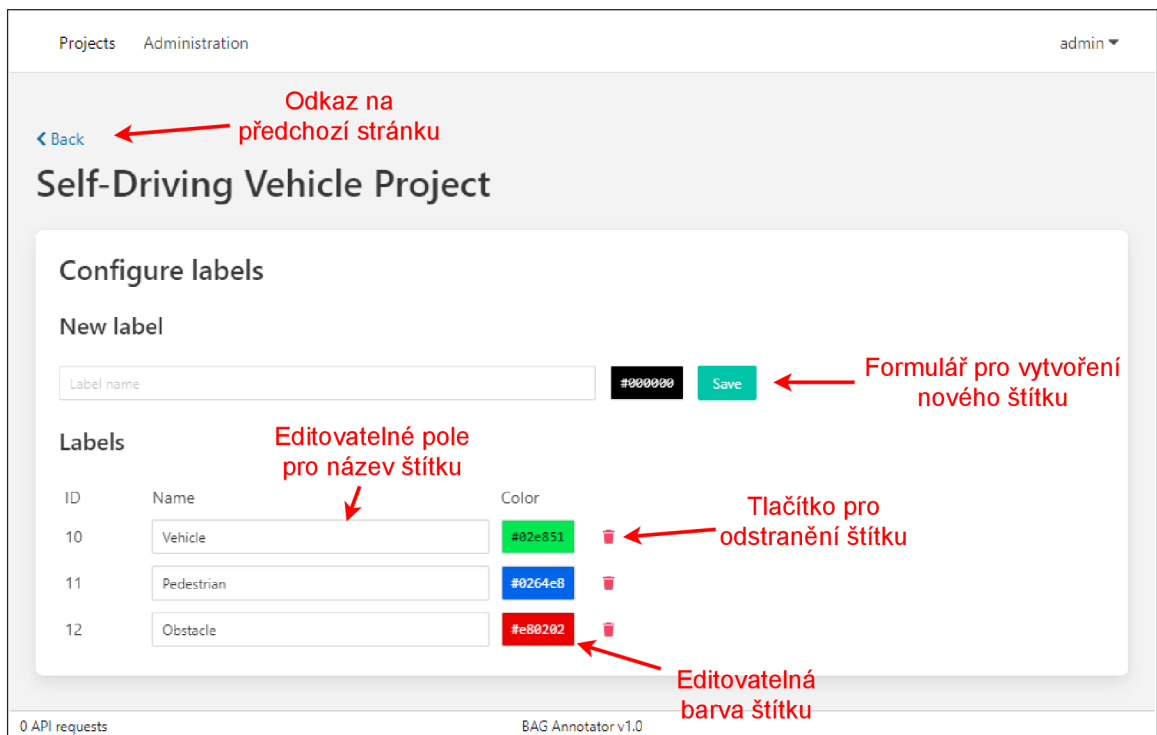 Projects Administration admin
Odkaz na
předchozí stránku
Back
Self-Driving Vehicle Project
Configure labels
New label
Label name #000000 Save
Formulář pro vytvoření
nového štítku
Labels
Editovatelné pole
pro název štítku
ID Name Color
Tlačítko pro
odstranění štítku
10 Vehicle #02e851
11 Pedestrian #0264e8
12 Obstacle #e80202
Editovatelná
barva štítku
0 API requests BAG Annotator v1.0